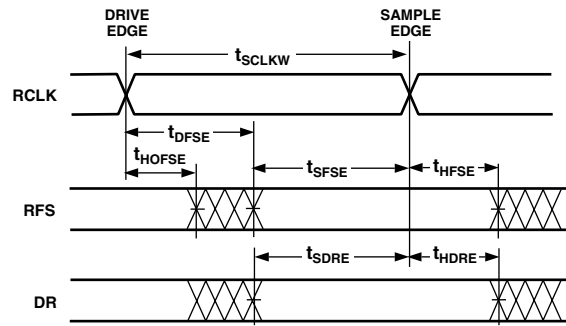 DRIVE EDGE
SAMPLE EDGE
tSCLKW
RCLK
tDFSE
tHOFSE
tSFSE
tHFSE
RFS
tSDRE
tHDRE
DR